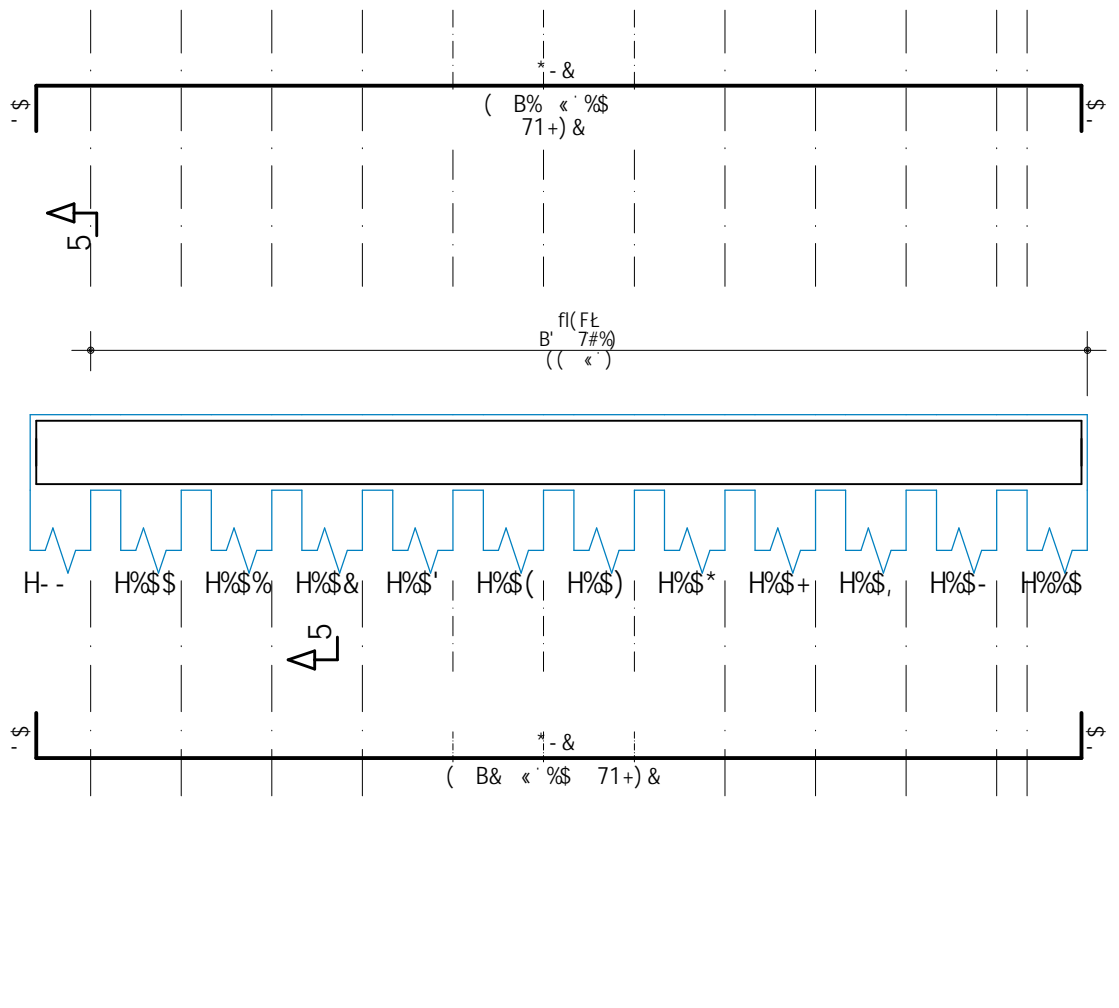 *-&
( B% « ˙ %$
71+)&
-$
-$
5
fl(FŁ
B' 7#%)
(( « ˙)
H-- H%$$ H%$% H%$& H%$' H%$( H%$) H%$* H%$+ H%$, H%$- H%%$
5
-$
-$
*-&
( B& « ˙ %$ 71+)&